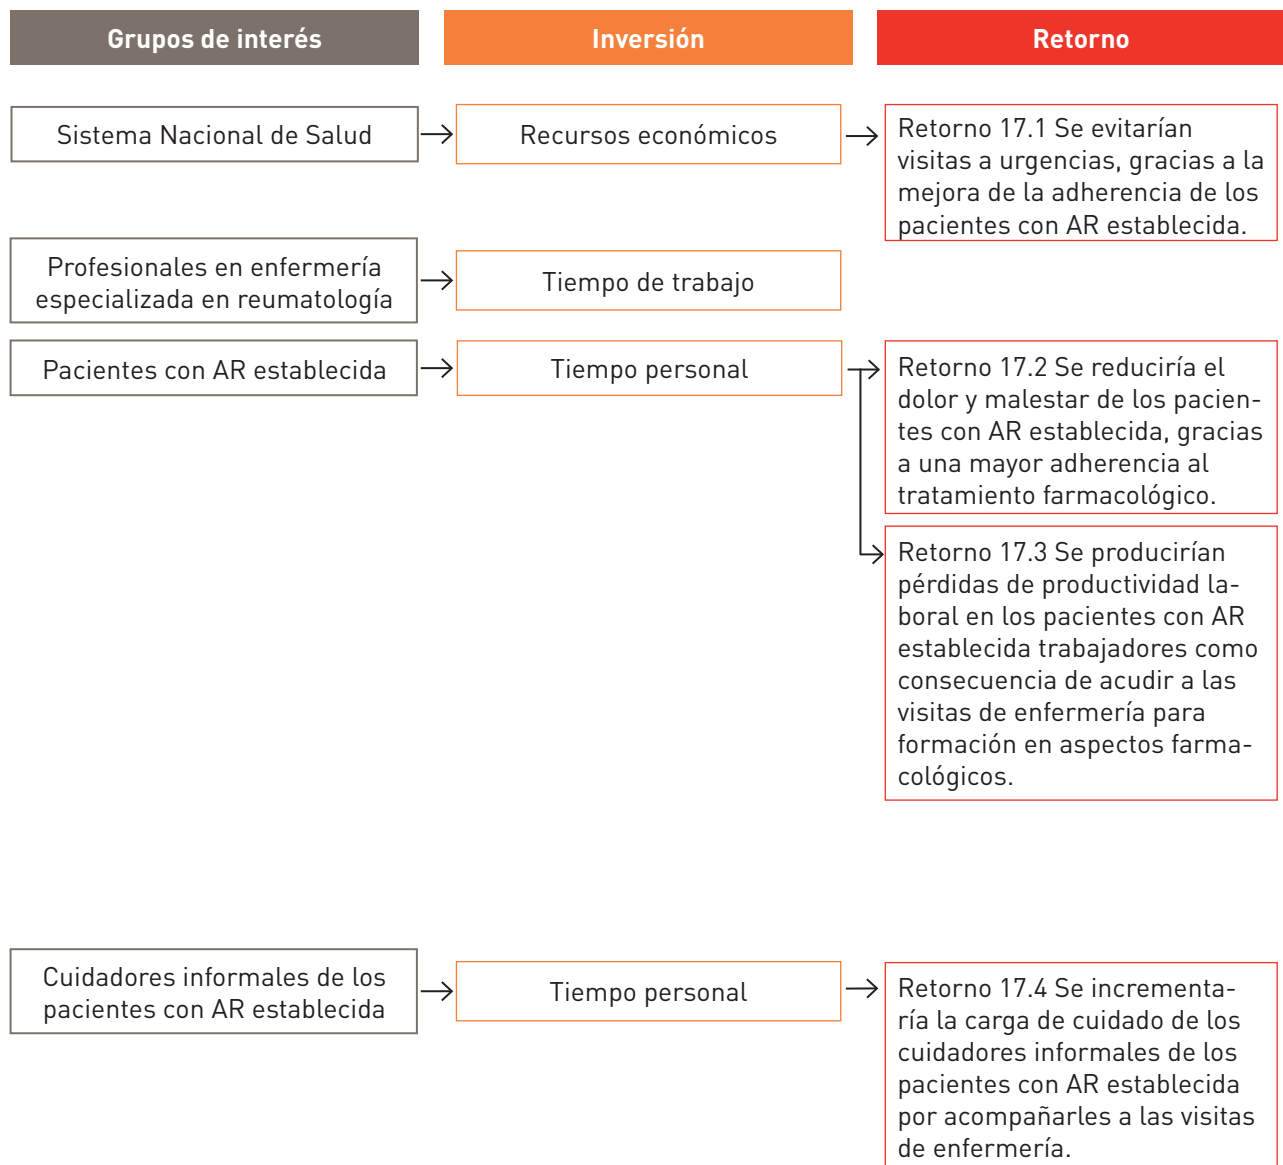 Grupos de interés
Inversión
Retorno
Sistema Nacional de Salud
Recursos económicos
Retorno 17.1 Se evitarían
visitas a urgencias, gracias a la
mejora de la adherencia de los
pacientes con AR establecida.
Profesionales en enfermería
especializada en reumatología
Tiempo de trabajo
Pacientes con AR establecida
Tiempo personal
Retorno 17.2 Se reduciría el
dolor y malestar de los pacien-
tes con AR establecida, gracias
a una mayor adherencia al
tratamiento farmacológico.
Retorno 17.3 Se producirían
pérdidas de productividad la-
boral en los pacientes con AR
establecida trabajadores como
consecuencia de acudir a las
visitas de enfermería para
formación en aspectos farma-
cológicos.
Cuidadores informales de los
pacientes con AR establecida
Tiempo personal
Retorno 17.4 Se incrementa-
ría la carga de cuidado de los
cuidadores informales de los
pacientes con AR establecida
por acompañarles a las visitas
de enfermería.